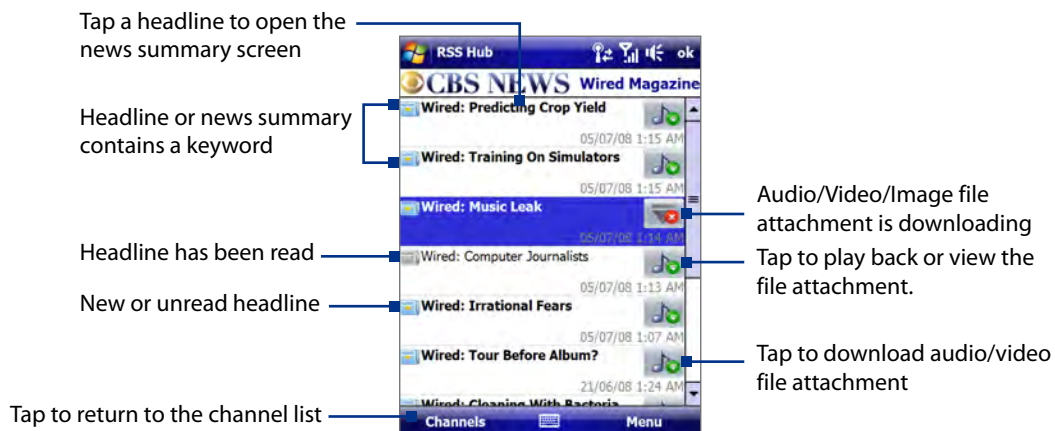 Tap a headline to open the
news summary screen
Headline or news summary
contains a keyword
Headline has been read
New or unread headline
Tap to return to the channel list
RSS Hub
ok
CBS NEWS Wired Magazine
Wired: Predicting Crop Yield
05/07/08 1:15 AM
Wired: Training On Simulators
05/07/08 1:15 AM
Wired: Music Leak
05/07/08 1:14 AM
Wired: Computer Journalists
05/07/08 1:13 AM
Wired: Irrational Fears
05/07/08 1:07 AM
Wired: Tour Before Album?
21/06/08 1:24 AM
Wired: Cleaning With Bacteria
Channels
Menu
Audio/Video/Image file
attachment is downloading
Tap to play back or view the
file attachment.
Tap to download audio/video
file attachment